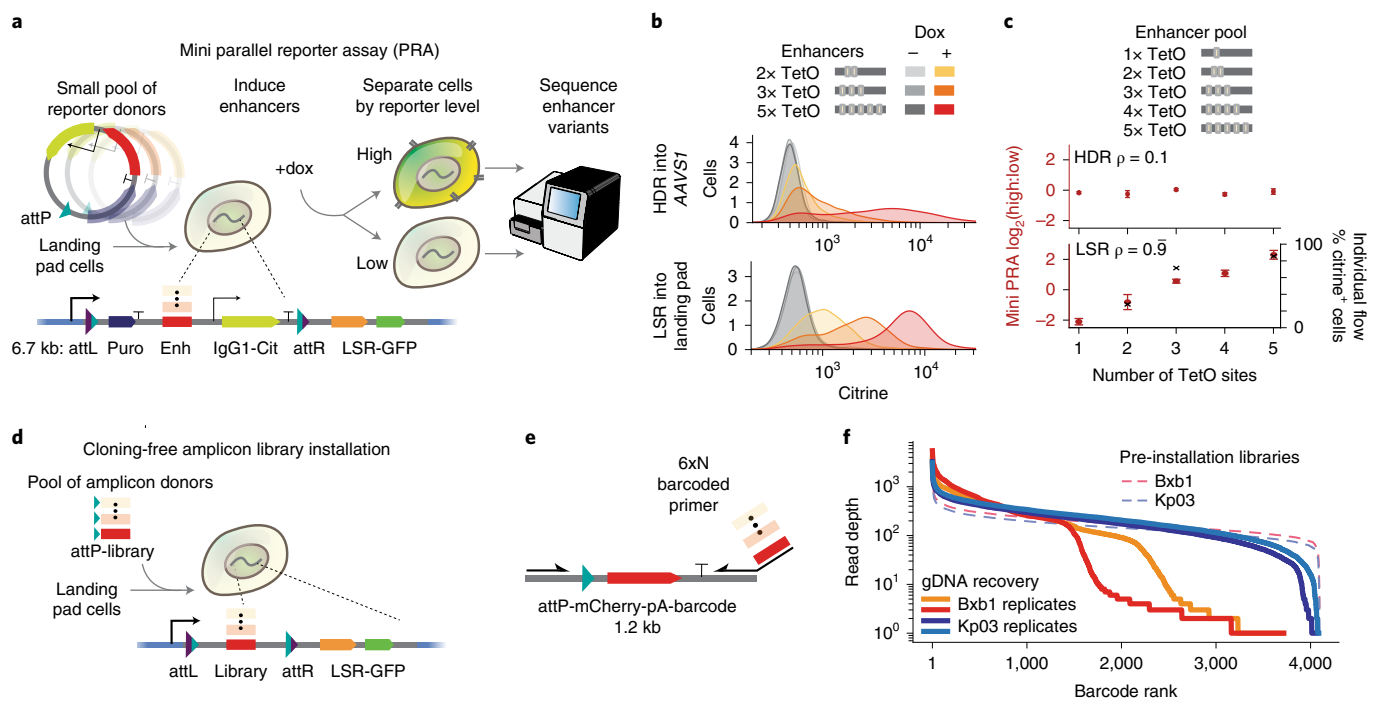 a
Mini parallel reporter assay (PRA)
Small pool of
reporter donors
Induce
enhancers
Separate cells
by reporter level
Sequence
enhancer
variants
+dox
High
Low
attP
Landing
pad cells
6.7 kb: attL Puro Enh IgG1-Cit attR LSR-GFP
b
Dox
Enhancers − +
2× TetO
3× TetO
5× TetO
HDR into
AAVS1
Cells
4
3
2
1
0
10³ 10⁴
LSR into
landing pad
Cells
3
2
1
0
10³ 10⁴
Citrine
c
Enhancer pool
1× TetO
2× TetO
3× TetO
4× TetO
5× TetO
Mini PRA log₂(high:low)
2
0
−2
HDR ρ = 0.1
2
0
−2
LSR ρ = 0.9
100
0
Individual flow
% citrine⁺ cells
1 2 3 4 5
Number of TetO sites
d
Cloning-free amplicon library installation
Pool of amplicon donors
attP-library
Landing
pad cells
attL Library attR LSR-GFP
e
6xN
barcoded
primer
attP-mCherry-pA-barcode
1.2 kb
f
Pre-installation libraries
Bxb1
Kp03
Read depth
10³
10²
10¹
10⁰
gDNA recovery
Bxb1 replicates
Kp03 replicates
1 1,000 2,000 3,000 4,000
Barcode rank